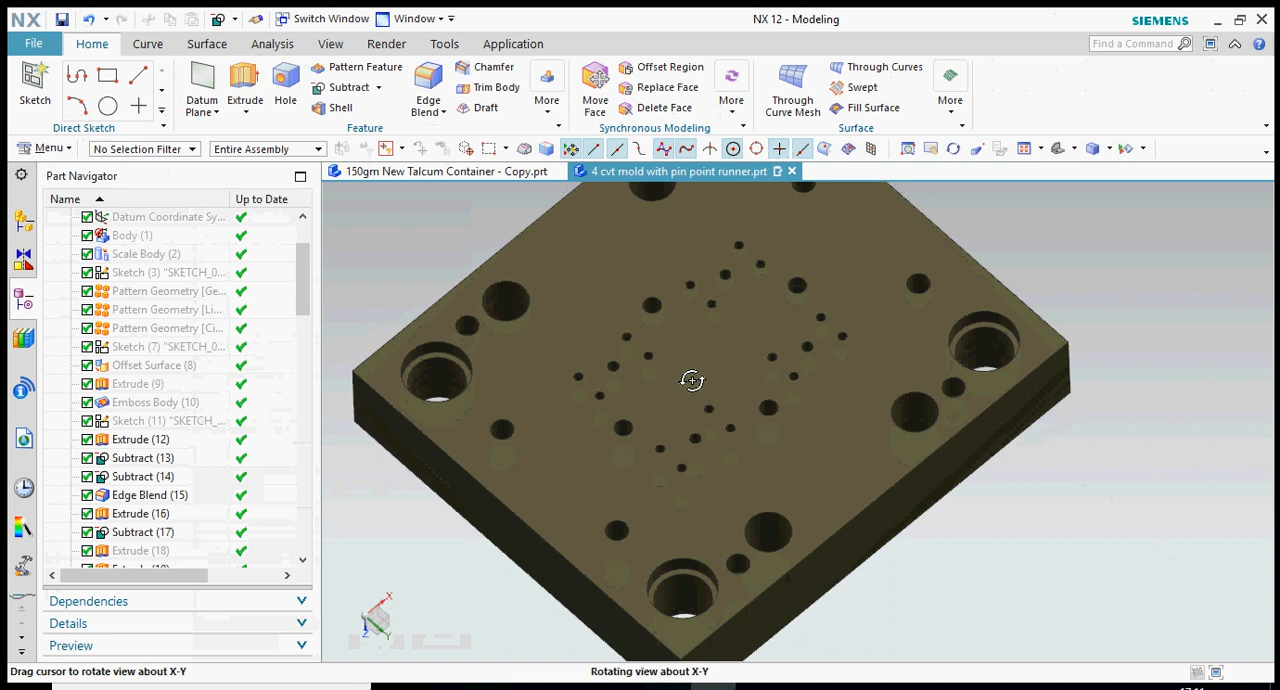 NX
Switch Window
Window
NX 12 - Modeling
SIEMENS
File
Home
Curve
Surface
Analysis
View
Render
Tools
Application
Find a Command
Sketch
Direct Sketch
Datum
Plane
Extrude
Hole
Pattern Feature
Subtract
Shell
Edge
Blend
Chamfer
Trim Body
Draft
More
Feature
Move
Face
Offset Region
Replace Face
Delete Face
More
Synchronous Modeling
Through
Curve Mesh
Through Curves
Swept
Fill Surface
More
Surface
Menu
No Selection Filter
Entire Assembly
Part Navigator
150gm New Talcum Container - Copy.prt
4 cvt mold with pin point runner.prt
Name
Up to Date
Datum Coordinate Sy...
Body (1)
Scale Body (2)
Sketch (3) "SKETCH_0...
Pattern Geometry [Ge...
Pattern Geometry [Li...
Pattern Geometry [Ci...
Sketch (7) "SKETCH_0...
Offset Surface (8)
Extrude (9)
Emboss Body (10)
Sketch (11) "SKETCH_...
Extrude (12)
Subtract (13)
Subtract (14)
Edge Blend (15)
Extrude (16)
Subtract (17)
Extrude (18)
Dependencies
Details
Preview
X
Z
Y
Drag cursor to rotate view about X-Y
Rotating view about X-Y